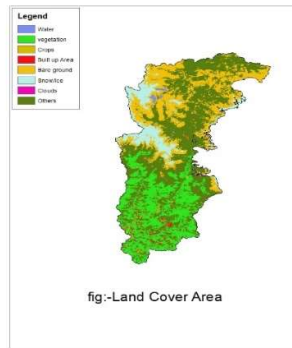 Legend
Water
vegetation
Crops
Built up Area
Bare ground
Snow/ice
Clouds
Others
fig:-Land Cover Area